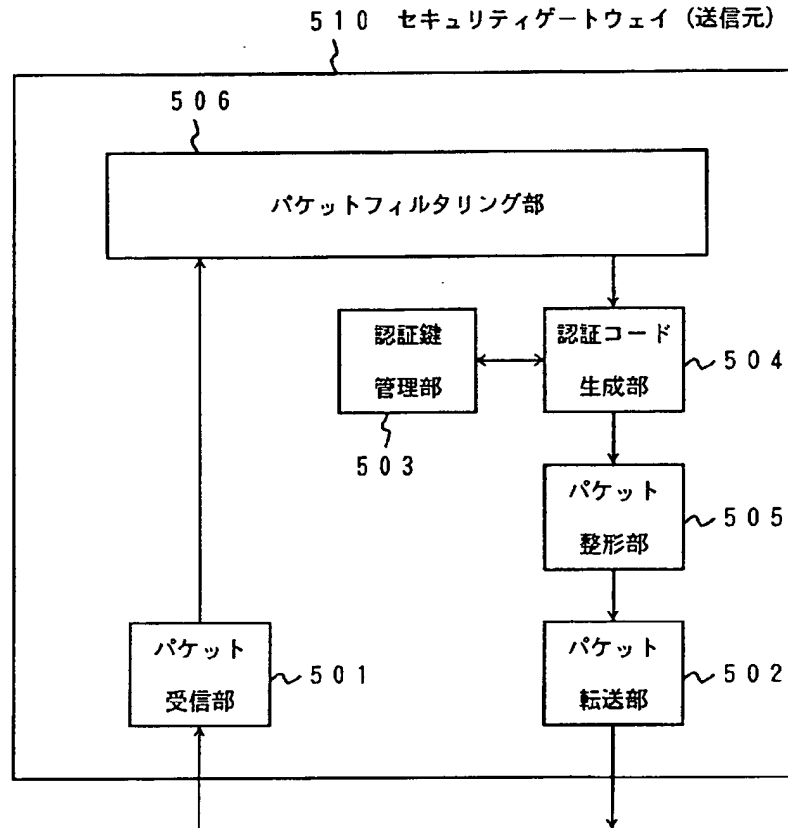 510 セキュリティゲートウェイ（送信元）
506
パケットフィルタリング部
認証鍵
管理部
503
認証コード
生成部
504
パケット
整形部
505
パケット
受信部
501
パケット
転送部
502